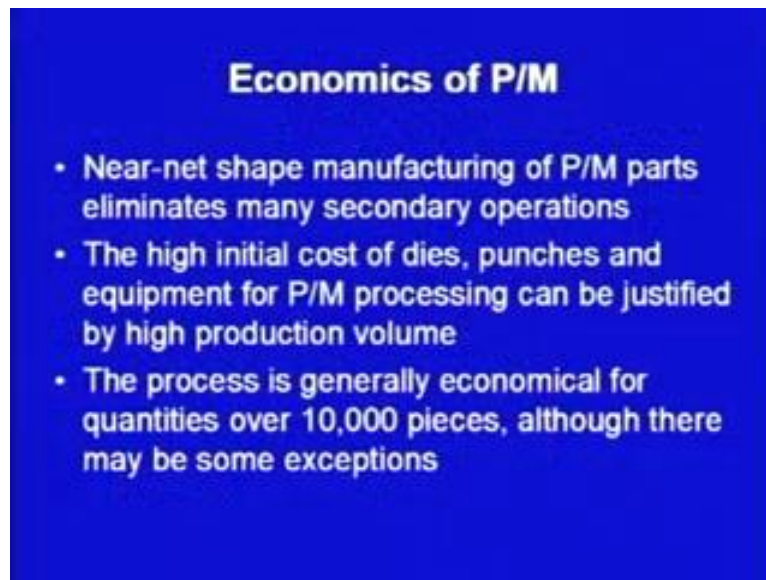 Economics of P/M
• Near-net shape manufacturing of P/M parts
eliminates many secondary operations
• The high initial cost of dies, punches and
equipment for P/M processing can be justified
by high production volume
• The process is generally economical for
quantities over 10,000 pieces, although there
may be some exceptions